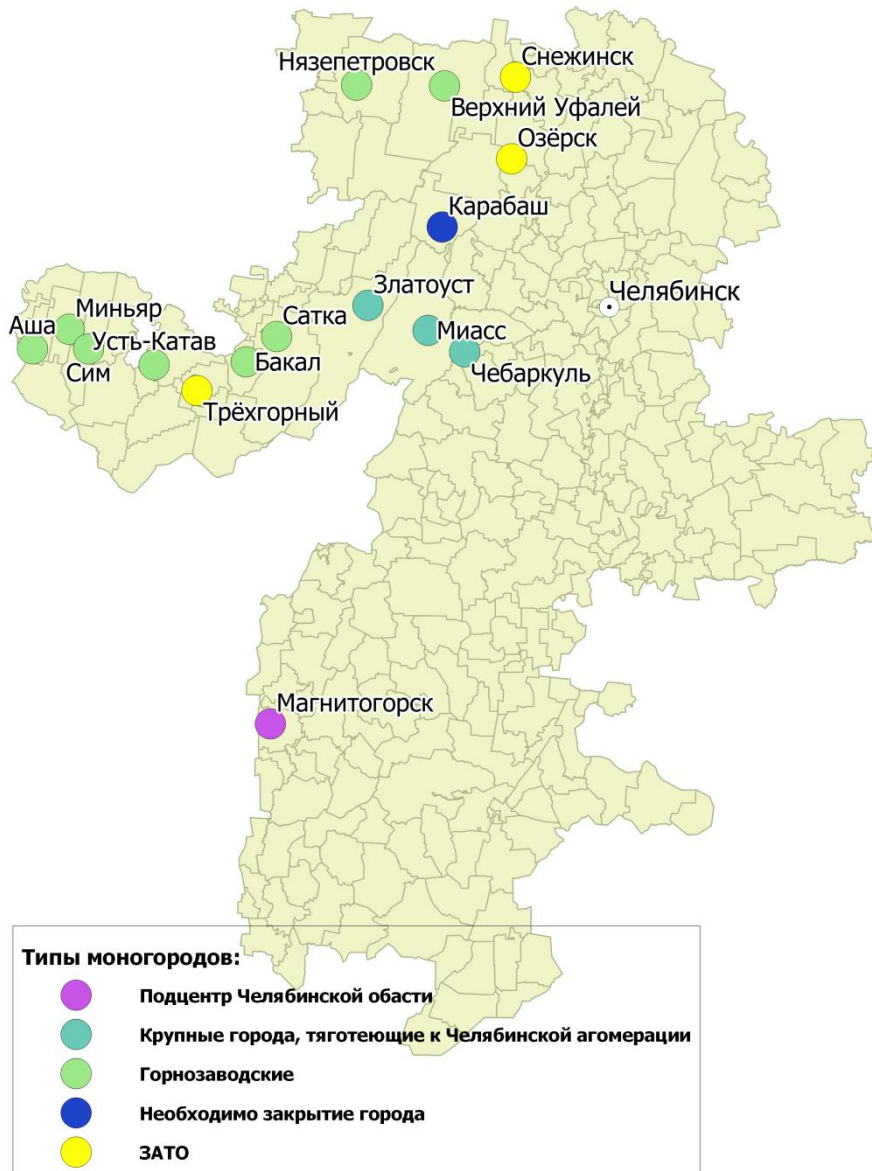 Нязепетровск
Снежинск
Верхний Уфалей
Озёрск
Карабаш
Златоуст
Челябинск
Миньяр
Аша
Сатка
Миасс
Усть-Катав
Бакал
Сим
Чебаркуль
Трёхгорный
Магнитогорск
Типы моногородов:
Подцентр Челябинской обасти
Крупные города, тяготеющие к Челябинской агомерации
Горнозаводские
Необходимо закрытие города
ЗАТО